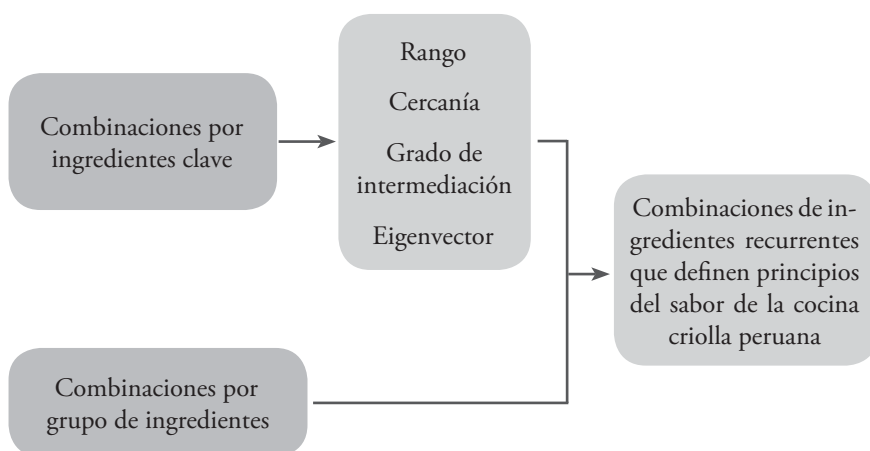 Combinaciones por
ingredientes clave
Rango
Cercanía
Grado de
intermediación
Eigenvector
Combinaciones de in-
gredientes recurrentes
que definen principios
del sabor de la cocina
criolla peruana
Combinaciones por
grupo de ingredientes